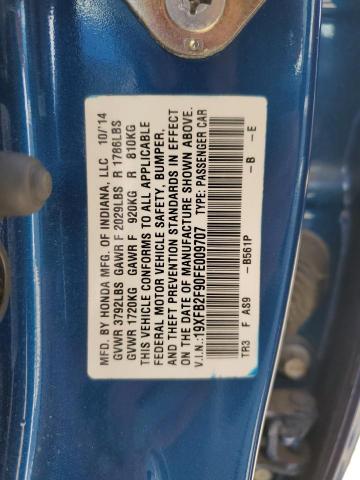 MFD. BY HONDA MFG. OF INDIANA, LLC 10/14
GVWR 3792LBS GAWR F 2029LBS R 1786LBS
GVWR 1720KG GAWR F 920KG R 810KG
THIS VEHICLE CONFORMS TO ALL APPLICABLE
FEDERAL MOTOR VEHICLE SAFETY, BUMPER,
AND THEFT PREVENTION STANDARDS IN EFFECT
ON THE DATE OF MANUFACTURE SHOWN ABOVE.
V.I.N.:19XFB2F90FE009707 TYPE: PASSENGER CAR
TR3 F AS9 -B561P -B -E